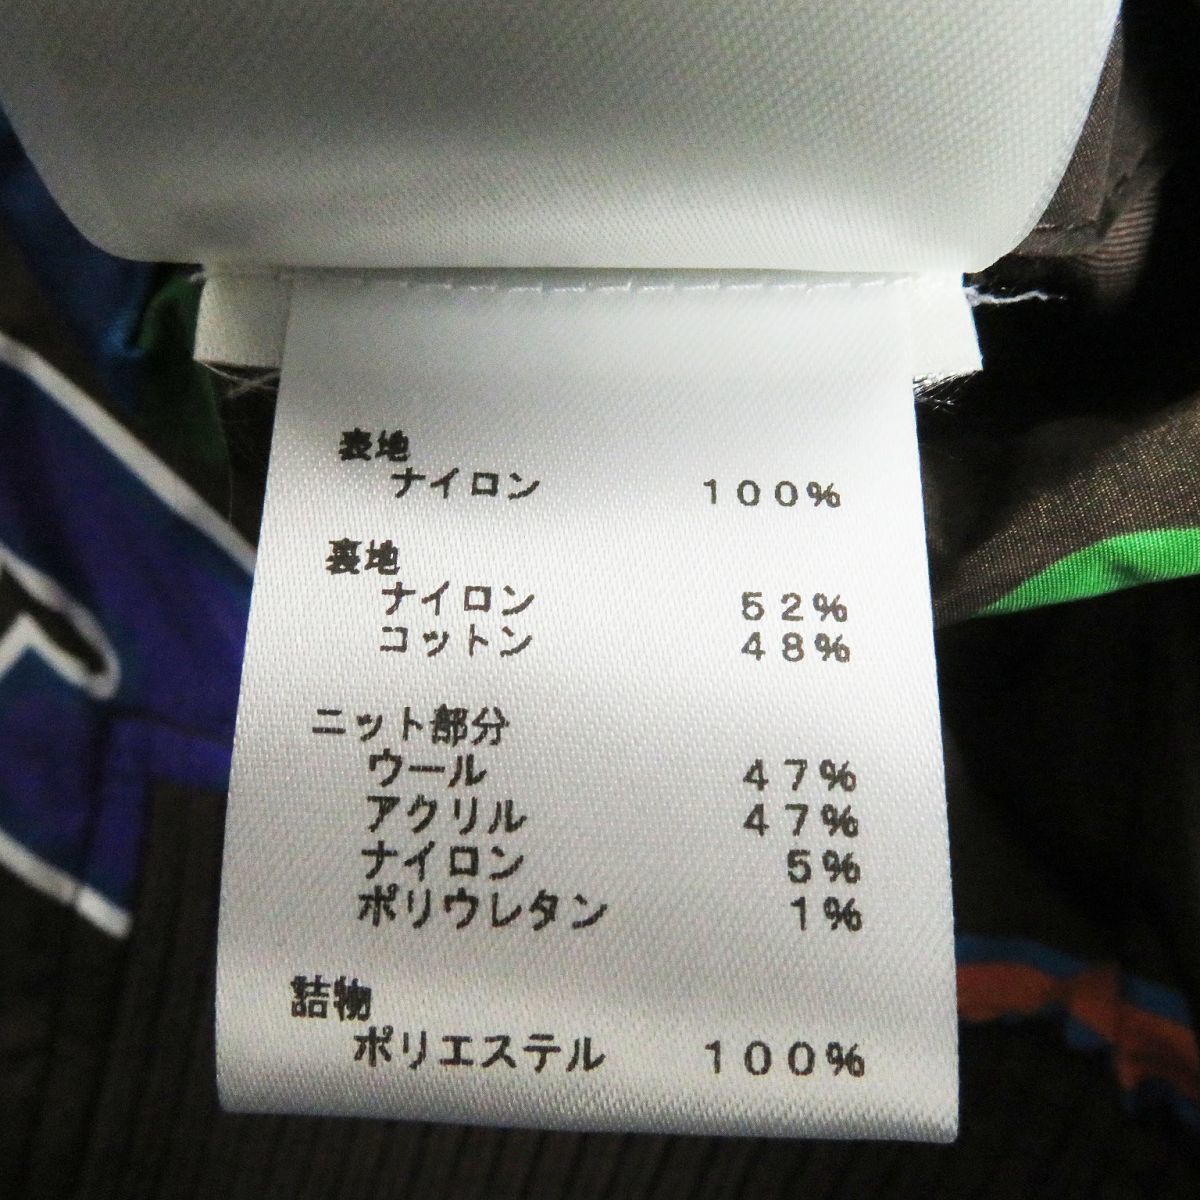 表地
ナイロン 100%
裏地
ナイロン 52%
コットン 48%
ニット部分
ウール 47%
アクリル 47%
ナイロン 5%
ポリウレタン 1%
詰物
ポリエステル 100%